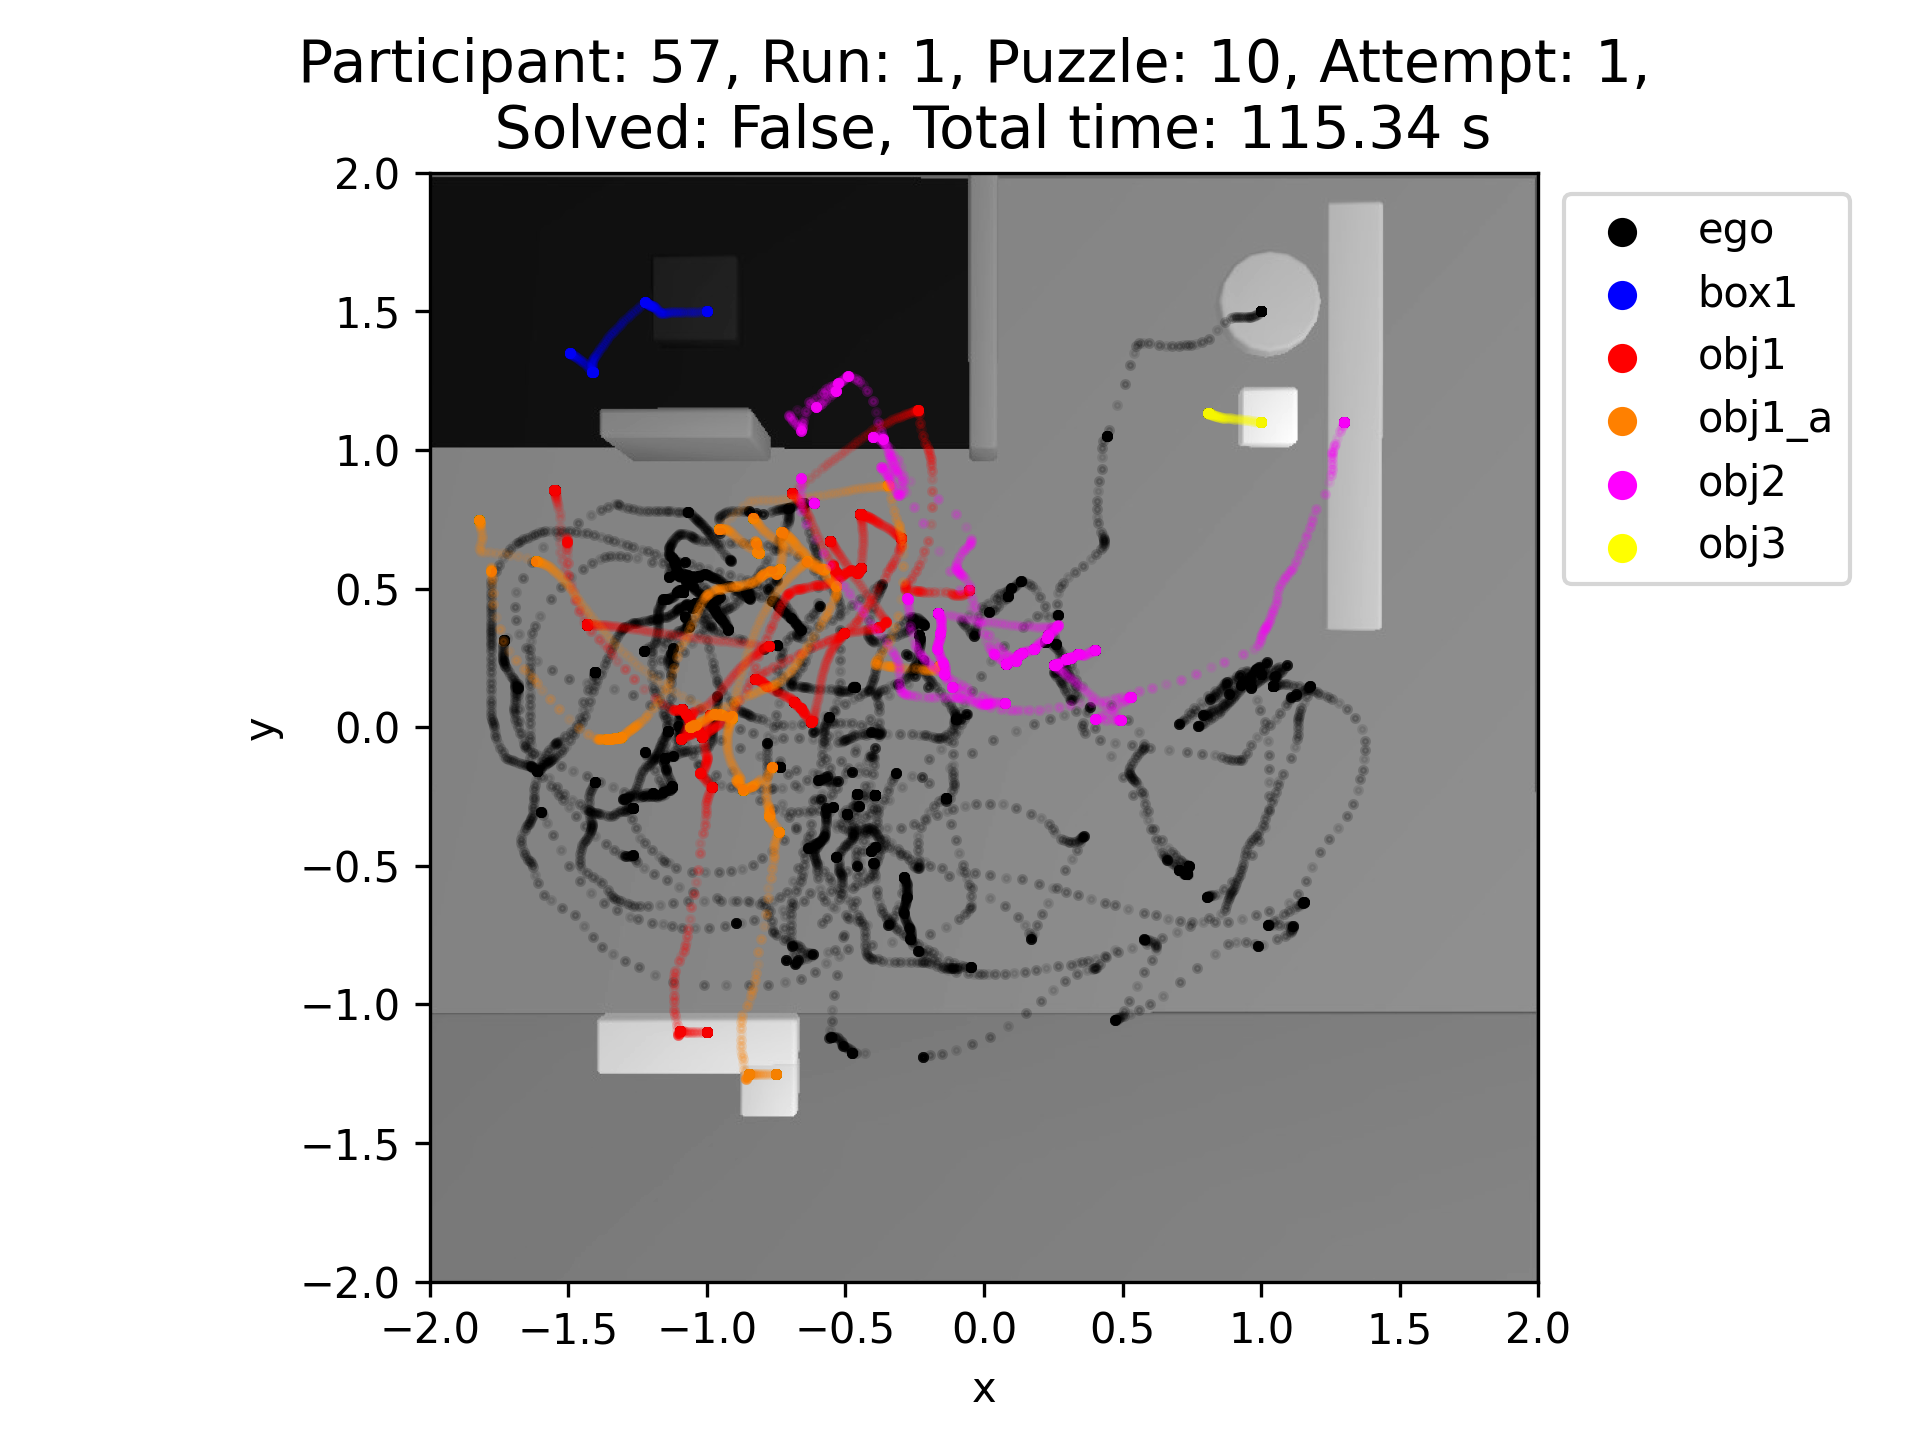 Participant: 57, Run: 1, Puzzle: 10, Attempt: 1,
Solved: False, Total time: 115.34 s
2.0
1.5
1.0
0.5
0.0
−0.5
−1.0
−1.5
−2.0
y
−2.0 −1.5 −1.0 −0.5 0.0 0.5 1.0 1.5 2.0
x
ego
box1
obj1
obj1_a
obj2
obj3